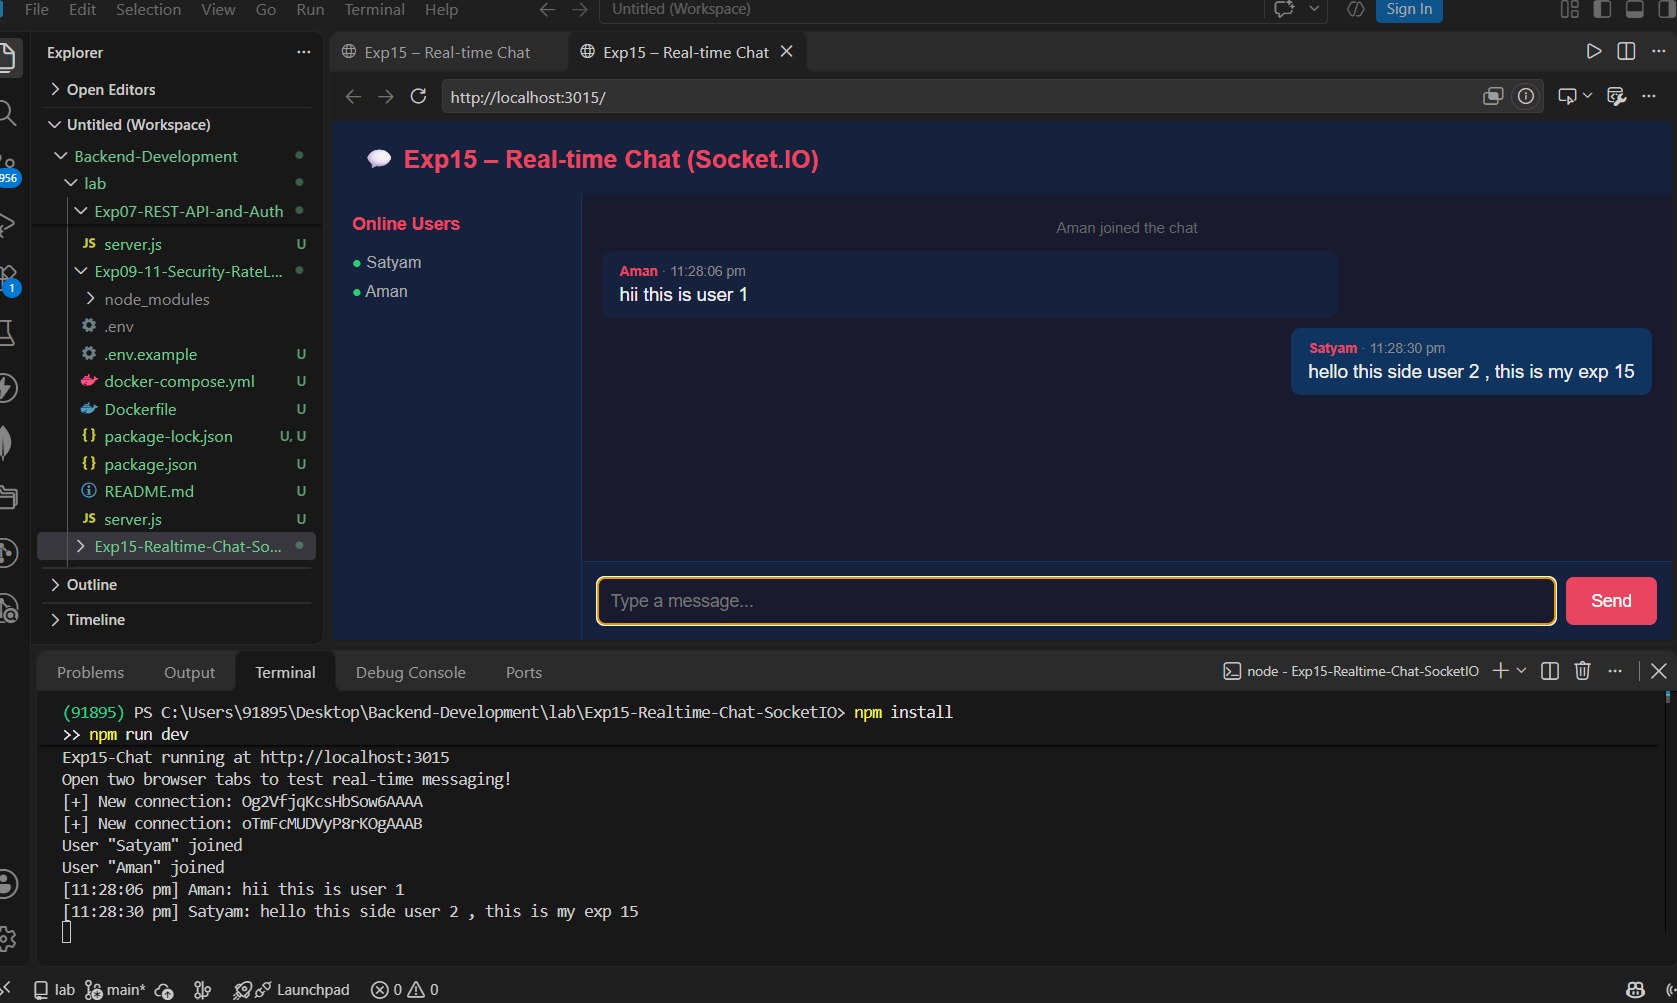 File Edit Selection View Go Run Terminal Help
Untitled (Workspace)
Sign In
Explorer
Open Editors
Untitled (Workspace)
Backend-Development
lab
Exp07-REST-API-and-Auth
JS server.js U
Exp09-11-Security-RateL...
node_modules
.env
.env.example U
docker-compose.yml U
Dockerfile U
{} package-lock.json U, U
{} package.json U
README.md U
JS server.js U
Exp15-Realtime-Chat-So...
Outline
Timeline
956
1
Exp15 – Real-time Chat
Exp15 – Real-time Chat
http://localhost:3015/
Exp15 – Real-time Chat (Socket.IO)
Online Users
Satyam
Aman
Aman joined the chat
Aman · 11:28:06 pm
hii this is user 1
Satyam · 11:28:30 pm
hello this side user 2 , this is my exp 15
Type a message...
Send
Problems Output Terminal Debug Console Ports
node - Exp15-Realtime-Chat-SocketIO
(91895) PS C:\Users\91895\Desktop\Backend-Development\lab\Exp15-Realtime-Chat-SocketIO> npm install
>> npm run dev
Exp15-Chat running at http://localhost:3015
Open two browser tabs to test real-time messaging!
[+] New connection: Og2VfjqKcsHbSow6AAAA
[+] New connection: oTmFcMUDVyP8rKOgAAAB
User "Satyam" joined
User "Aman" joined
[11:28:06 pm] Aman: hii this is user 1
[11:28:30 pm] Satyam: hello this side user 2 , this is my exp 15
lab main* Launchpad 0 0